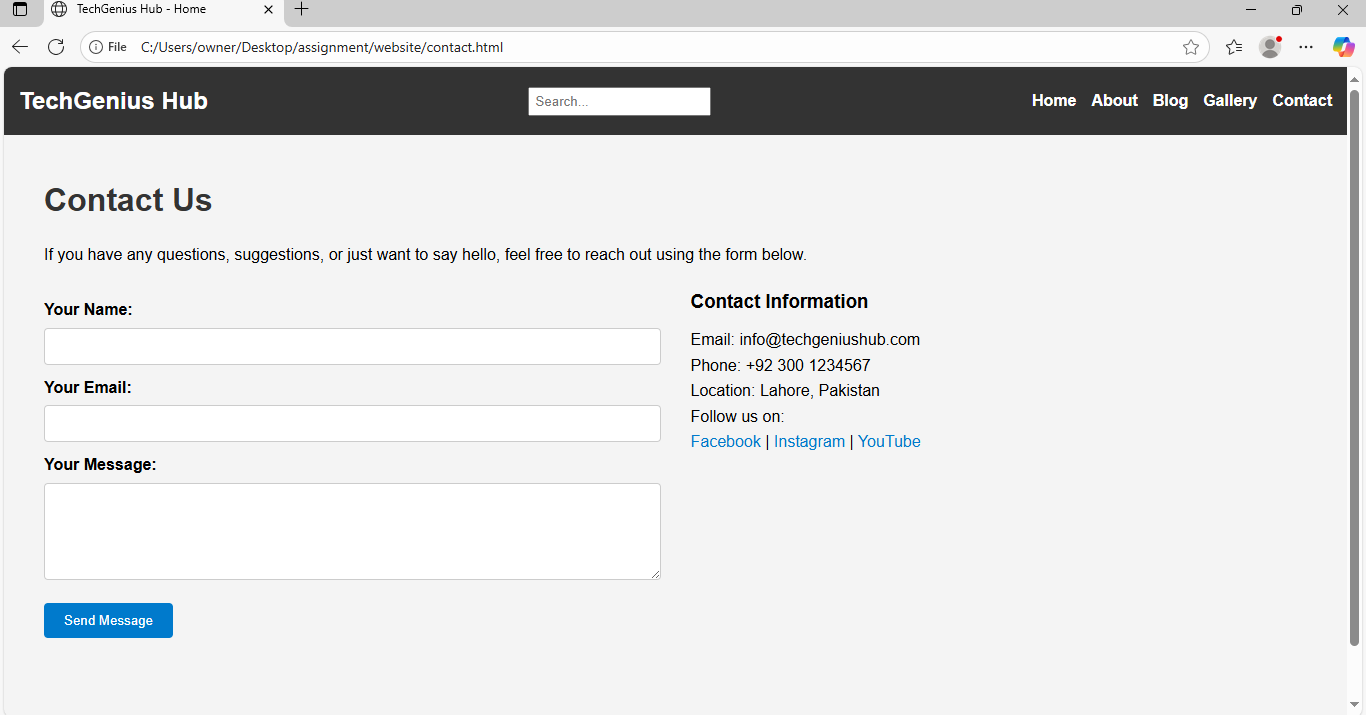 TechGenius Hub - Home
File C:/Users/owner/Desktop/assignment/website/contact.html
TechGenius Hub Search... Home About Blog Gallery Contact
Contact Us
If you have any questions, suggestions, or just want to say hello, feel free to reach out using the form below.
Your Name:
Your Email:
Your Message:
Send Message
Contact Information
Email: info@techgeniushub.com
Phone: +92 300 1234567
Location: Lahore, Pakistan
Follow us on:
Facebook | Instagram | YouTube